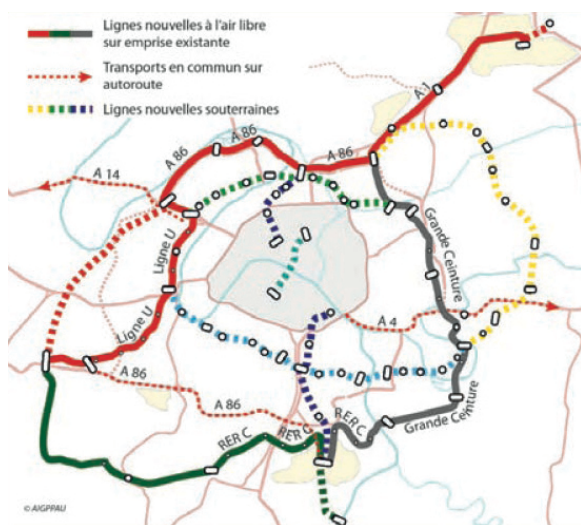 Lignes nouvelles à l'air libre
sur emprise existante
Transports en commun sur
autoroute
Lignes nouvelles souterraines
A 1
A 86
A 86
A 86
A 14
Ligne U
Grande Ceinture
Ligne U
A 4
A 86
A 86
RER C
RER C
RER C
Grande Ceinture
© AIGPPAU